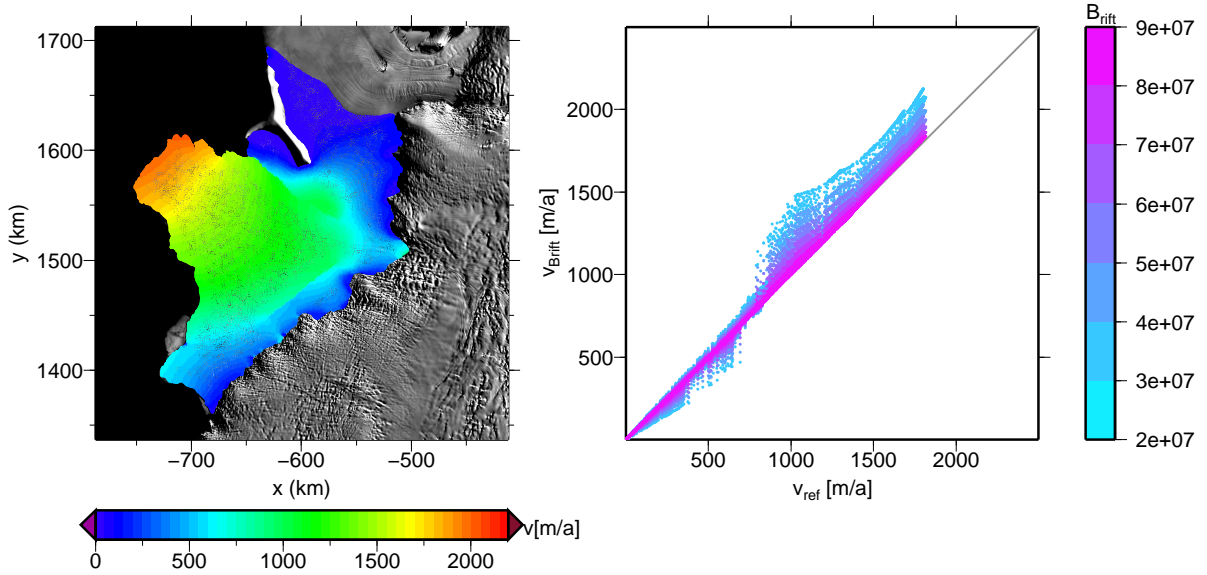 1700
1600
1500
1400
y (km)
−700
−600
−500
x (km)
0
500
1000
1500
2000
v[m/a]
2000
1500
1000
500
v_Brift [m/a]
500
1000
1500
2000
v_ref [m/a]
B_rift
9e+07
8e+07
7e+07
6e+07
5e+07
4e+07
3e+07
2e+07